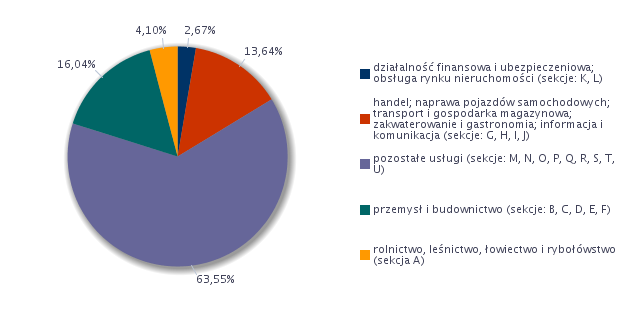 4,10%
2,67%
13,64%
16,04%
63,55%
działalność finansowa i ubezpieczeniowa;
obsługa rynku nieruchomości (sekcje: K, L)
handel; naprawa pojazdów samochodowych;
transport i gospodarka magazynowa;
zakwaterowanie i gastronomia; informacja i
komunikacja (sekcje: G, H, I, J)
pozostałe usługi (sekcje: M, N, O, P, Q, R, S, T,
U)
przemysł i budownictwo (sekcje: B, C, D, E, F)
rolnictwo, leśnictwo, łowiectwo i rybołówstwo
(sekcja A)